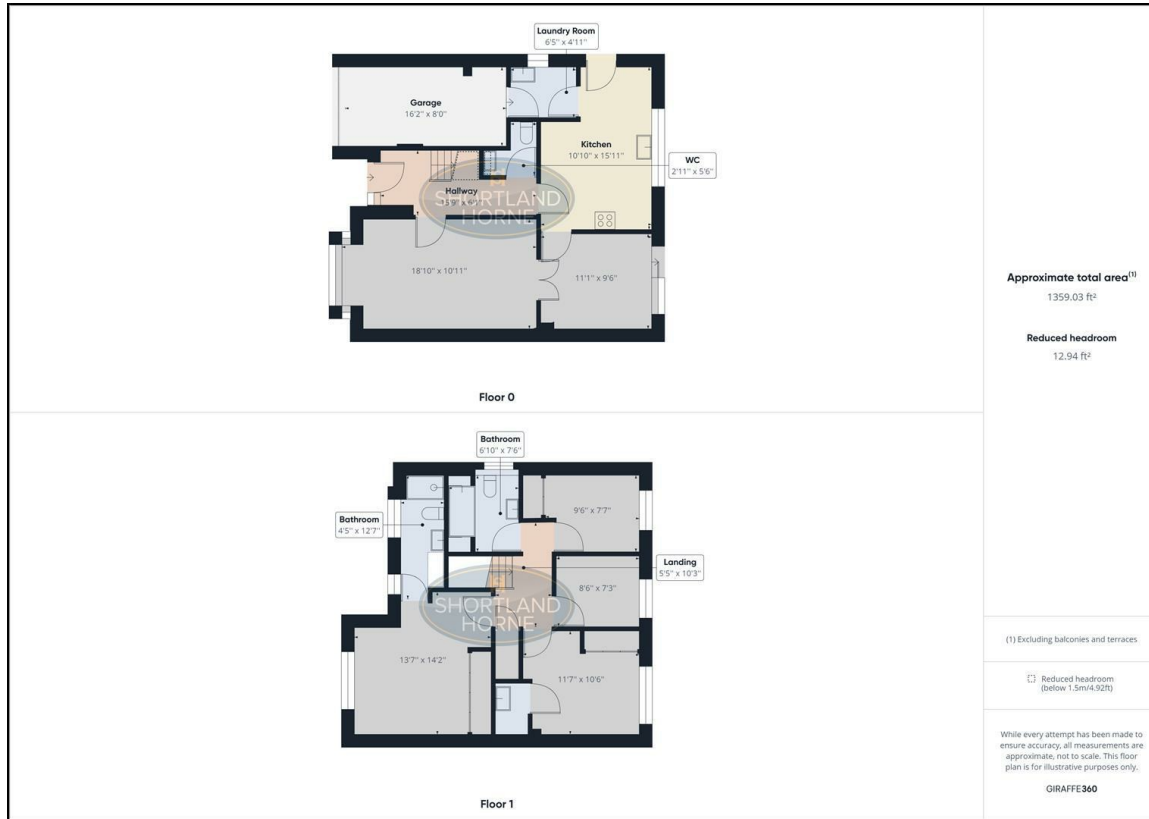 Laundry Room
6'5" x 4'11"
Garage
16'2" x 8'0"
Kitchen
10'10" x 15'11"
WC
2'11" x 5'6"
Hallway
SHORTLAND
HORNE
18'10" x 10'11"
11'1" x 9'6"
Floor 0
Bathroom
6'10" x 7'6"
Bathroom
4'5" x 12'7"
9'6" x 7'7"
Landing
5'5" x 10'3"
8'6" x 7'3"
SHORTLAND
HORNE
13'7" x 14'2"
11'7" x 10'6"
Floor 1
Approximate total area(1)
1359.03 ft²
Reduced headroom
12.94 ft²
(1) Excluding balconies and terraces
Reduced headroom
(below 1.5m/4.92ft)
While every attempt has been made to
ensure accuracy, all measurements are
approximate, not to scale. This floor
plan is for illustrative purposes only.
GIRAFFE360